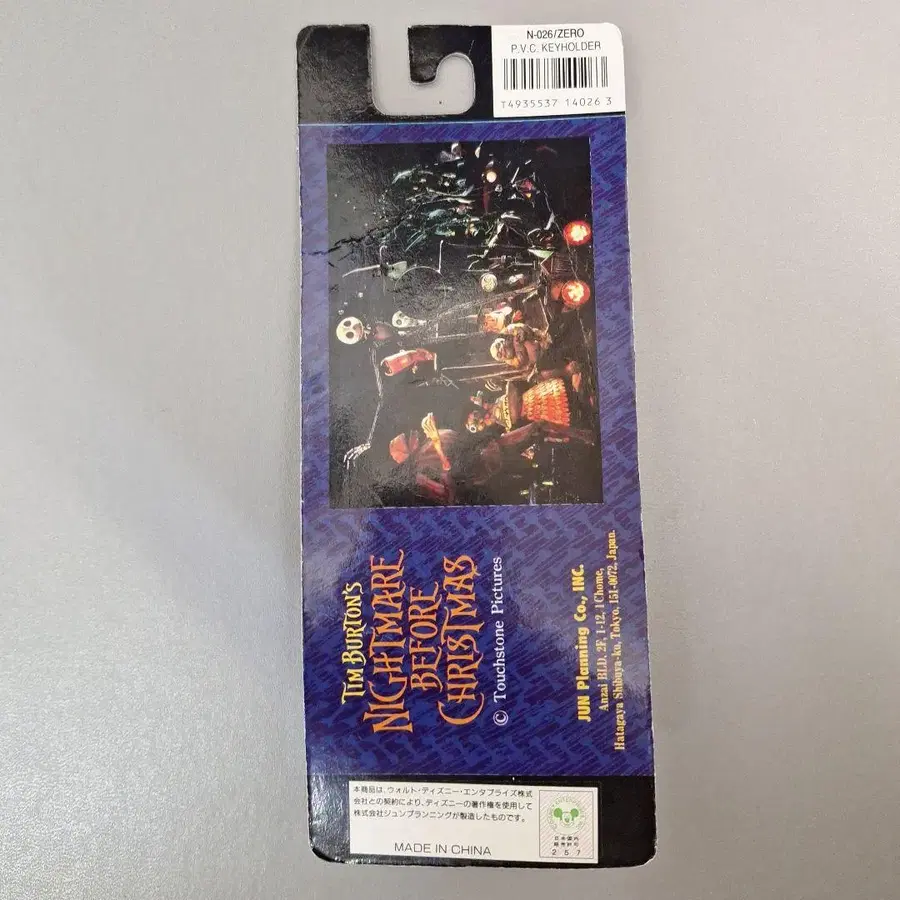 N-026/ZERO
P.V.C. KEYHOLDER
T4935537 14026 3
TIM BURTON'S
NIGHTMARE
BEFORE
CHRISTMAS
© Touchstone Pictures
JUN Planning Co., INC.
Anzai BLD. 2F, 1-12, 1Chome,
Hatagaya Shibuya-ku, Tokyo, 151-0072, Japan.
本商品は、ウォルト・ディズニー・エンタプライズ株式
会社との契約により、ディズニーの著作権を使用して
株式会社ジュンプランニングが製造したものです。
MADE IN CHINA
257